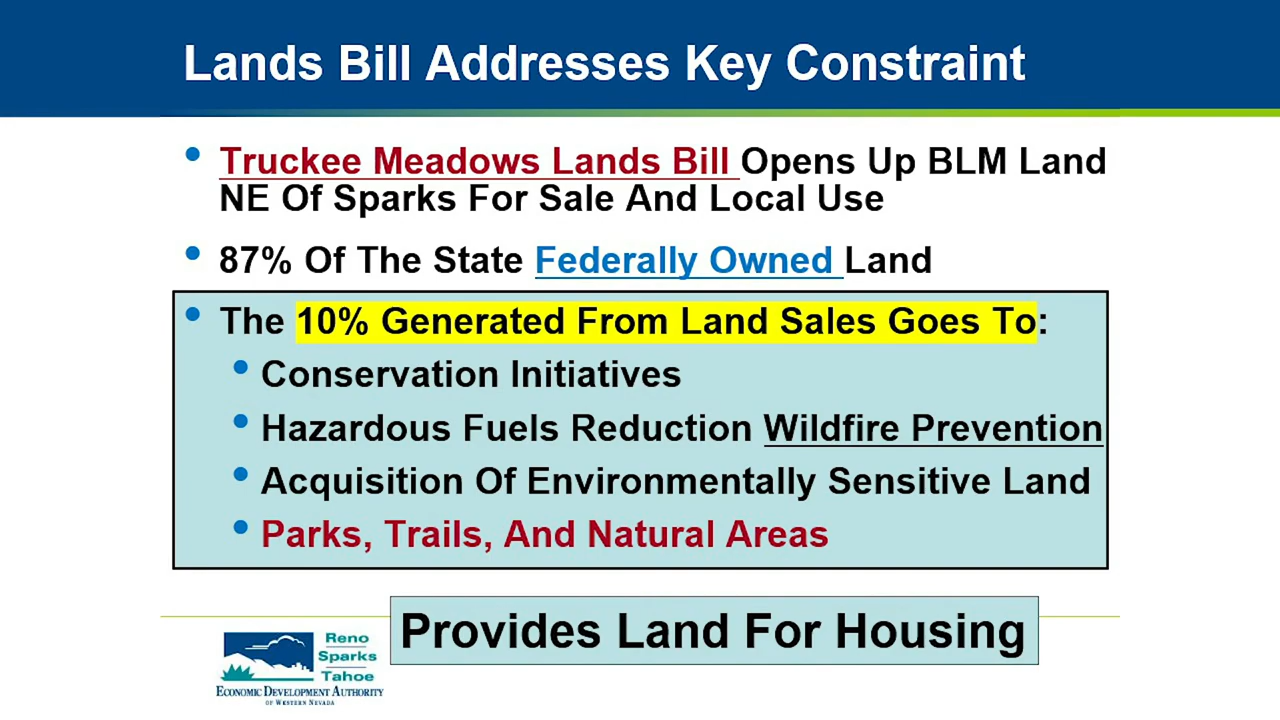 Lands Bill Addresses Key Constraint
• Truckee Meadows Lands Bill Opens Up BLM Land
NE Of Sparks For Sale And Local Use
• 87% Of The State Federally Owned Land
• The 10% Generated From Land Sales Goes To:
• Conservation Initiatives
• Hazardous Fuels Reduction Wildfire Prevention
• Acquisition Of Environmentally Sensitive Land
• Parks, Trails, And Natural Areas
Provides Land For Housing
Reno
Sparks
Tahoe
ECONOMIC DEVELOPMENT AUTHORITY
OF WESTERN NEVADA